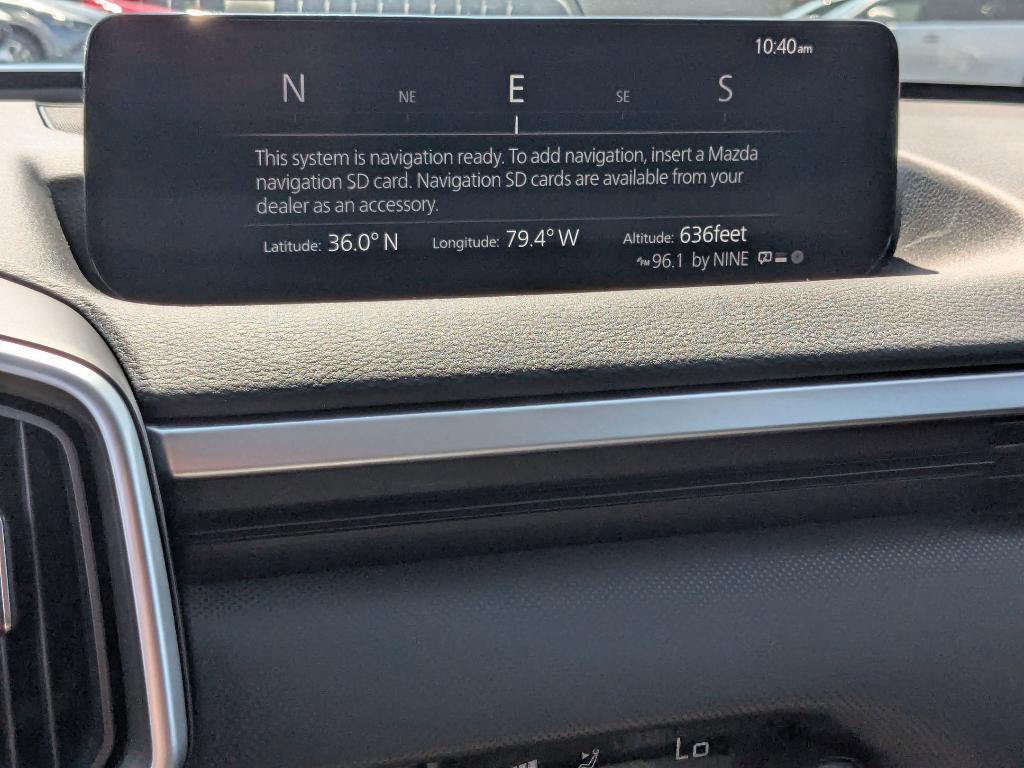 10:40am
N NE E SE S
This system is navigation ready. To add navigation, insert a Mazda
navigation SD card. Navigation SD cards are available from your
dealer as an accessory.
Latitude: 36.0° N Longitude: 79.4° W Altitude: 636feet
FM 96.1 by NINE
Lo